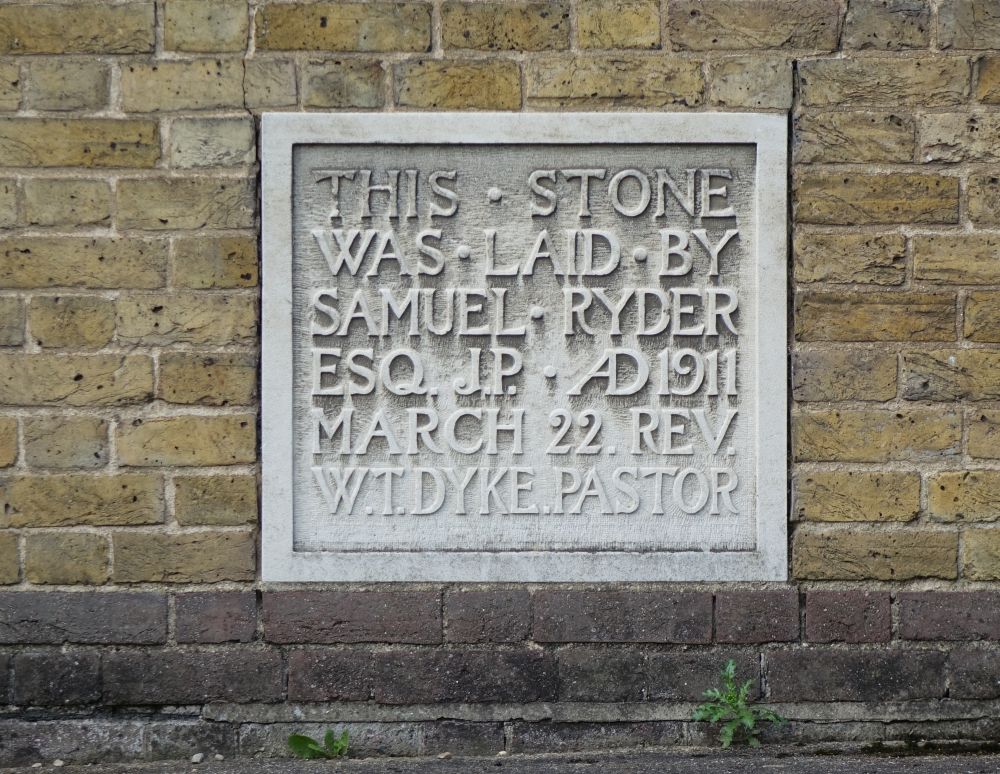 THIS · STONE
WAS · LAID · BY
SAMUEL · RYDER
ESQ. J.P. · AD 1911
MARCH 22. REV.
W.T. DYKE. PASTOR